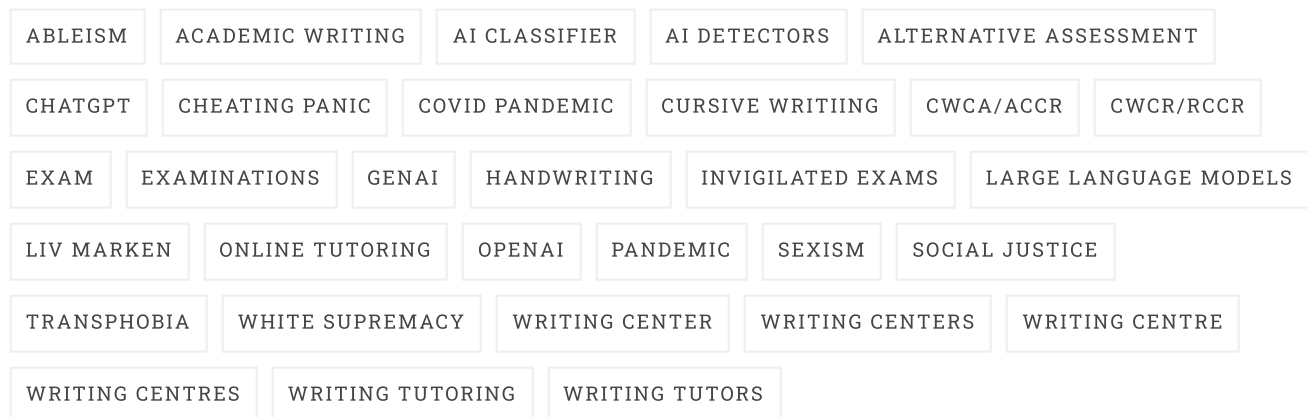 ABLEISM ACADEMIC WRITING AI CLASSIFIER AI DETECTORS ALTERNATIVE ASSESSMENT
CHATGPT CHEATING PANIC COVID PANDEMIC CURSIVE WRITIING CWCA/ACCR CWCR/RCCR
EXAM EXAMINATIONS GENAI HANDWRITING INVIGILATED EXAMS LARGE LANGUAGE MODELS
LIV MARKEN ONLINE TUTORING OPENAI PANDEMIC SEXISM SOCIAL JUSTICE
TRANSPHOBIA WHITE SUPREMACY WRITING CENTER WRITING CENTERS WRITING CENTRE
WRITING CENTRES WRITING TUTORING WRITING TUTORS